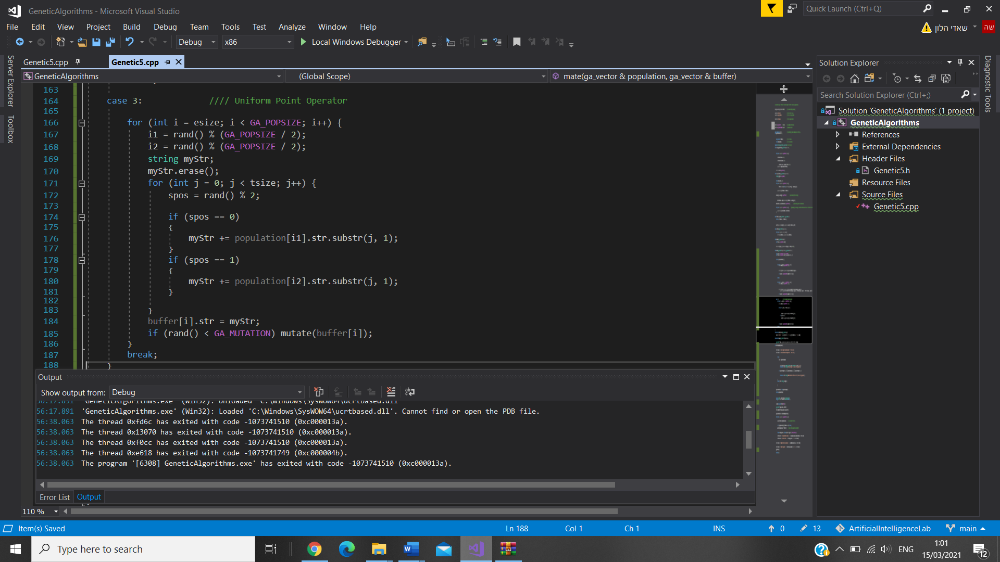 GeneticAlgorithms - Microsoft Visual Studio
Quick Launch (Ctrl+Q)
File Edit View Project Build Debug Team Tools Test Analyze Window Help
שאדי הלון
שה
Debug x86 Local Windows Debugger
Server Explorer
Toolbox
Genetic5.cpp Genetic5.cpp
GeneticAlgorithms (Global Scope) mate(ga_vector & population, ga_vector & buffer)
163
164 case 3: //// Uniform Point Operator
165
166 for (int i = esize; i < GA_POPSIZE; i++) {
167 i1 = rand() % (GA_POPSIZE / 2);
168 i2 = rand() % (GA_POPSIZE / 2);
169 string myStr;
170 myStr.erase();
171 for (int j = 0; j < tsize; j++) {
172 spos = rand() % 2;
173
174 if (spos == 0)
175 {
176 myStr += population[i1].str.substr(j, 1);
177 }
178 if (spos == 1)
179 {
180 myStr += population[i2].str.substr(j, 1);
181 }
182
183 }
184 buffer[i].str = myStr;
185 if (rand() < GA_MUTATION) mutate(buffer[i]);
186 }
187 break;
188 }
Output
Show output from: Debug
56:17.891 'GeneticAlgorithms.exe' (Win32): Unloaded 'C:\Windows\SysWOW64\ucrtbased.dll'
56:17.891 'GeneticAlgorithms.exe' (Win32): Loaded 'C:\Windows\SysWOW64\ucrtbased.dll'. Cannot find or open the PDB file.
56:38.063 The thread 0xfd6c has exited with code -1073741510 (0xc000013a).
56:38.063 The thread 0x13070 has exited with code -1073741510 (0xc000013a).
56:38.063 The thread 0xf0cc has exited with code -1073741510 (0xc000013a).
56:38.063 The thread 0xe618 has exited with code -1073741749 (0xc000004b).
56:38.063 The program '[6308] GeneticAlgorithms.exe' has exited with code -1073741510 (0xc000013a).
Error List Output
110 %
Solution Explorer
Search Solution Explorer (Ctrl+;)
Solution 'GeneticAlgorithms' (1 project)
GeneticAlgorithms
References
External Dependencies
Header Files
Genetic5.h
Resource Files
Source Files
Genetic5.cpp
Diagnostic Tools
Item(s) Saved Ln 188 Col 1 Ch 1 INS 0 13 ArtificialIntelligenceLab main
Type here to search
ENG
1:01
15/03/2021
12